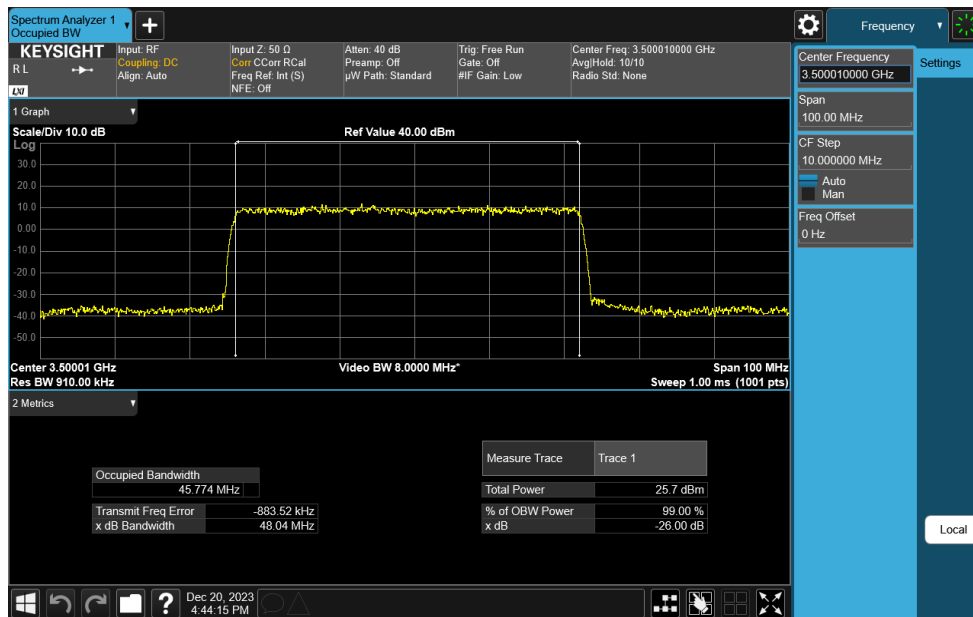 Spectrum Analyzer 1
Occupied BW
Frequency
KEYSIGHT
R L
LXI
Input: RF
Coupling: DC
Align: Auto
Input Z: 50 Ω
Corr CCorr RCal
Freq Ref: Int (S)
NFE: Off
Atten: 40 dB
Preamp: Off
µW Path: Standard
Trig: Free Run
Gate: Off
#IF Gain: Low
Center Freq: 3.500010000 GHz
Avg|Hold: 10/10
Radio Std: None
Center Frequency
3.500010000 GHz
Settings
Span
100.00 MHz
CF Step
10.000000 MHz
Auto
Man
Freq Offset
0 Hz
1 Graph
Scale/Div 10.0 dB
Ref Value 40.00 dBm
Log
30.0
20.0
10.0
0.00
-10.0
-20.0
-30.0
-40.0
-50.0
Center 3.50001 GHz
Video BW 8.0000 MHz*
Span 100 MHz
Res BW 910.00 kHz
Sweep 1.00 ms (1001 pts)
2 Metrics
Measure Trace
Trace 1
Occupied Bandwidth
45.774 MHz
Total Power
25.7 dBm
Transmit Freq Error
-883.52 kHz
% of OBW Power
99.00 %
x dB Bandwidth
48.04 MHz
x dB
-26.00 dB
Local
?
Dec 20, 2023
4:44:15 PM